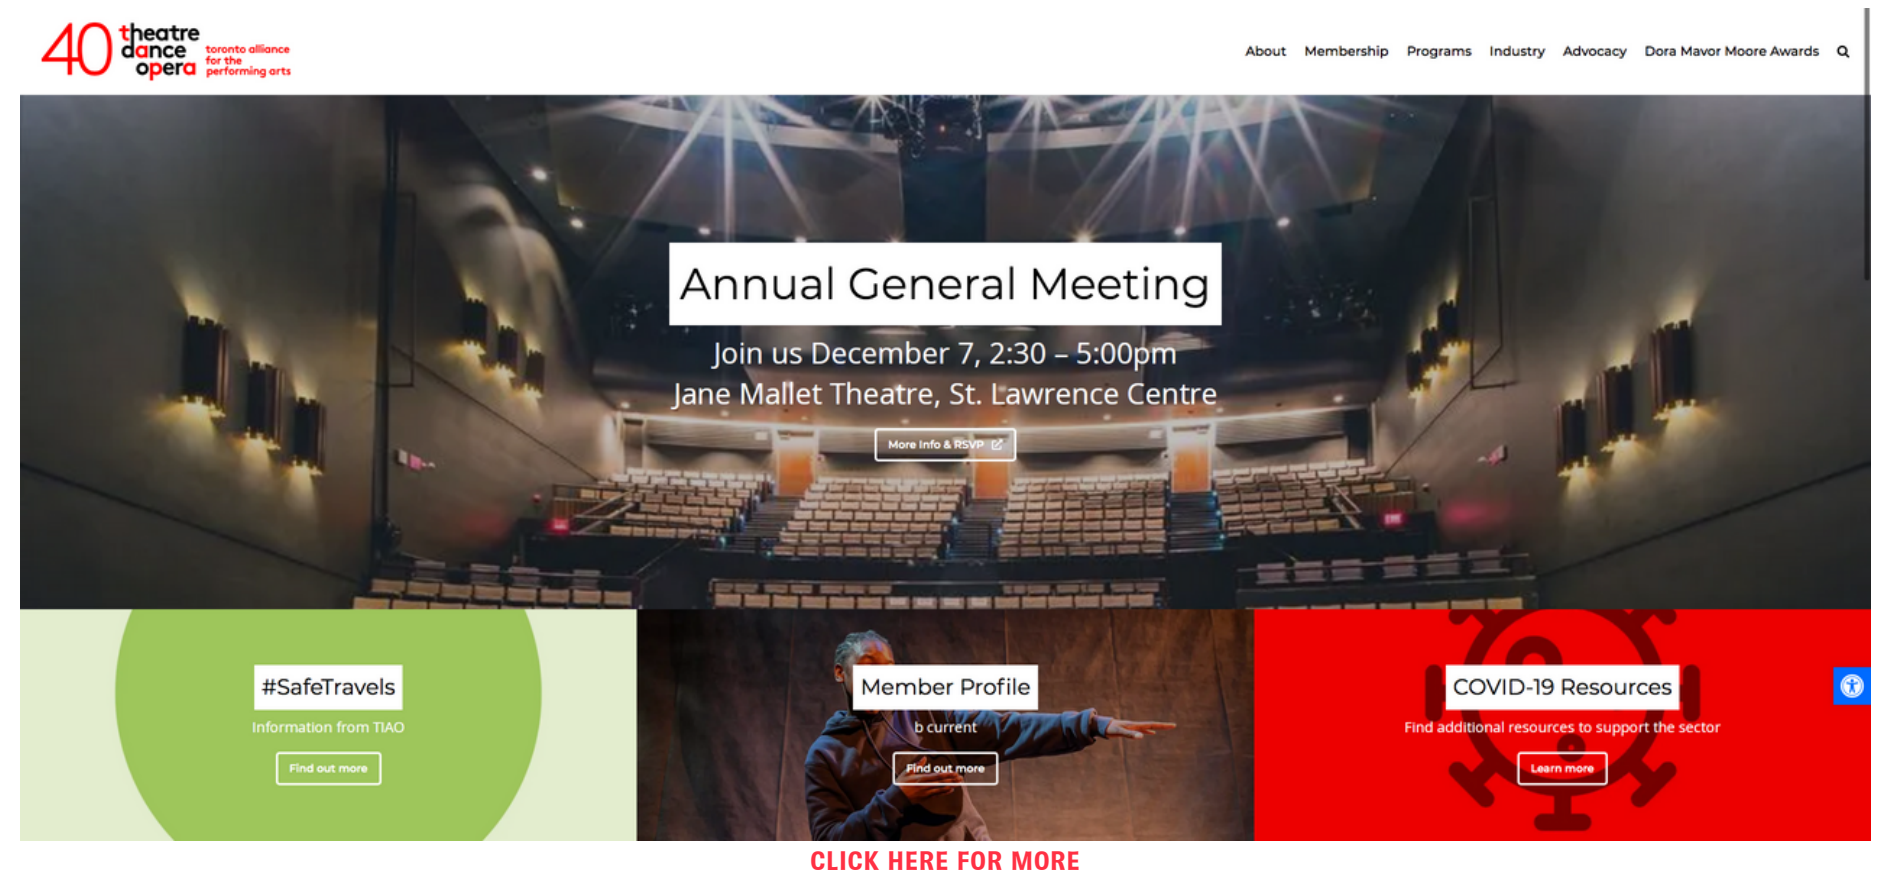 40 theatre
dance
opera
toronto alliance
for the
performing arts
About Membership Programs Industry Advocacy Dora Mavor Moore Awards
Annual General Meeting
Join us December 7, 2:30 – 5:00pm
Jane Mallet Theatre, St. Lawrence Centre
More Info & RSVP
#SafeTravels
Information from TIAO
Find out more
Member Profile
b current
Find out more
COVID-19 Resources
Find additional resources to support the sector
Learn more
CLICK HERE FOR MORE